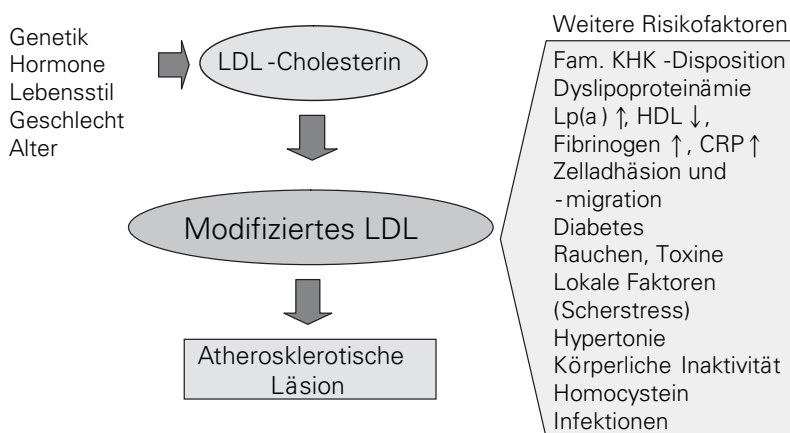 Genetik
Hormone
Lebensstil
Geschlecht
Alter
LDL-Cholesterin
Modifiziertes LDL
Atherosklerotische
Läsion
Weitere Risikofaktoren
Fam. KHK-Disposition
Dyslipoproteinämie
Lp(a) ↑, HDL ↓,
Fibrinogen ↑, CRP ↑
Zelladhäsion und
-migration
Diabetes
Rauchen, Toxine
Lokale Faktoren
(Scherstress)
Hypertonie
Körperliche Inaktivität
Homocystein
Infektionen